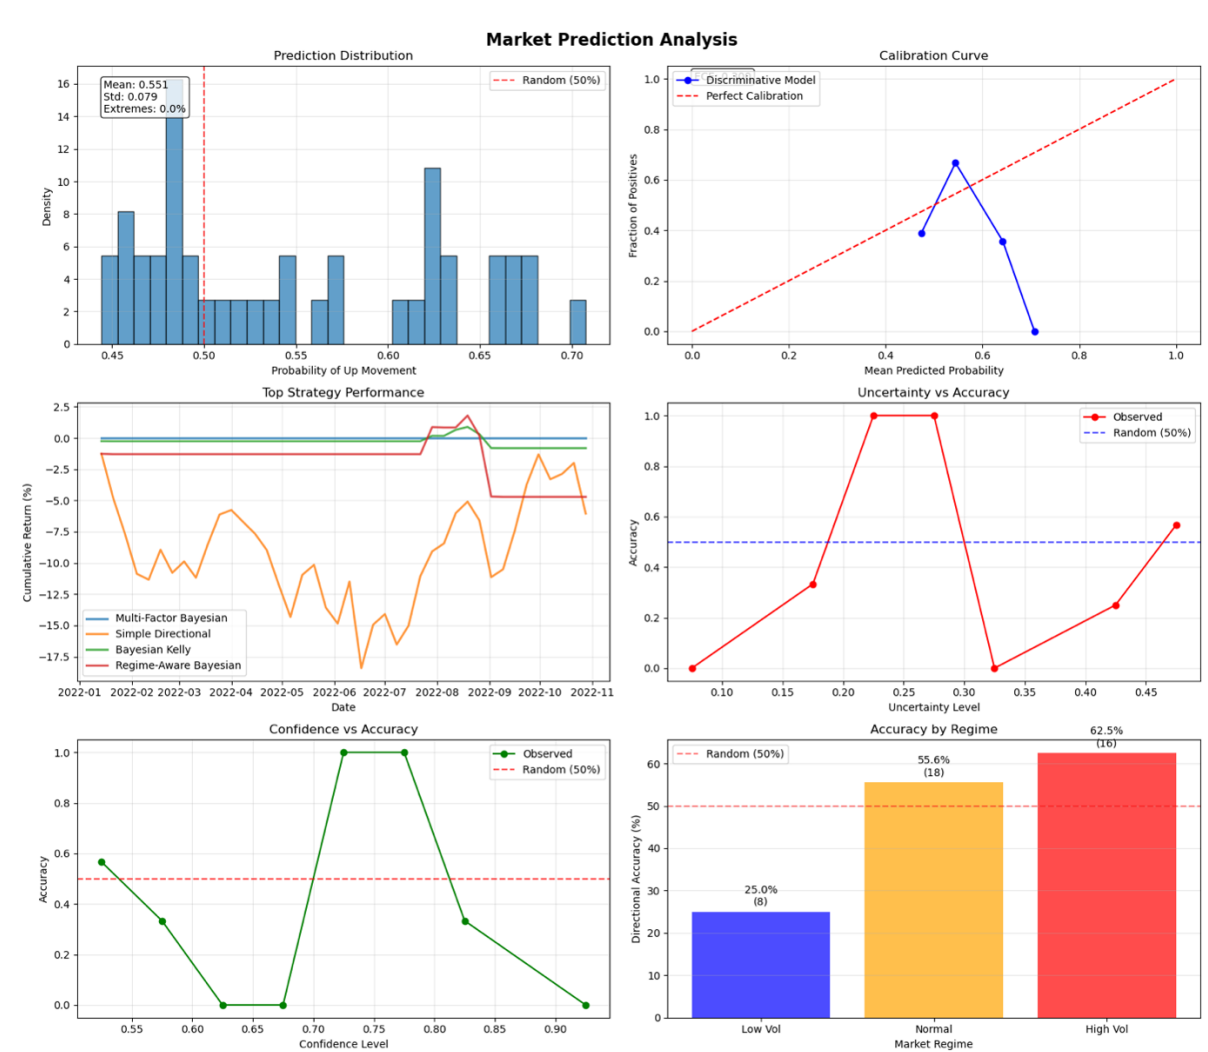 Market Prediction Analysis
Prediction Distribution
Mean: 0.551
Std: 0.079
Extremes: 0.0%
Random (50%)
16
14
12
10
8
6
4
2
0
Density
0.45 0.50 0.55 0.60 0.65 0.70
Probability of Up Movement
Calibration Curve
Discriminative Model
Perfect Calibration
1.0
0.8
0.6
0.4
0.2
0.0
Fraction of Positives
0.0 0.2 0.4 0.6 0.8 1.0
Mean Predicted Probability
Top Strategy Performance
2.5
0.0
−2.5
−5.0
−7.5
−10.0
−12.5
−15.0
−17.5
Cumulative Return (%)
Multi-Factor Bayesian
Simple Directional
Bayesian Kelly
Regime-Aware Bayesian
2022-01 2022-02 2022-03 2022-04 2022-05 2022-06 2022-07 2022-08 2022-09 2022-10 2022-11
Date
Uncertainty vs Accuracy
Observed
Random (50%)
1.0
0.8
0.6
0.4
0.2
0.0
Accuracy
0.10 0.15 0.20 0.25 0.30 0.35 0.40 0.45
Uncertainty Level
Confidence vs Accuracy
Observed
Random (50%)
1.0
0.8
0.6
0.4
0.2
0.0
Accuracy
0.55 0.60 0.65 0.70 0.75 0.80 0.85 0.90
Confidence Level
Accuracy by Regime
Random (50%)
62.5%
(16)
55.6%
(18)
25.0%
(8)
60
50
40
30
20
10
0
Directional Accuracy (%)
Low Vol Normal High Vol
Market Regime